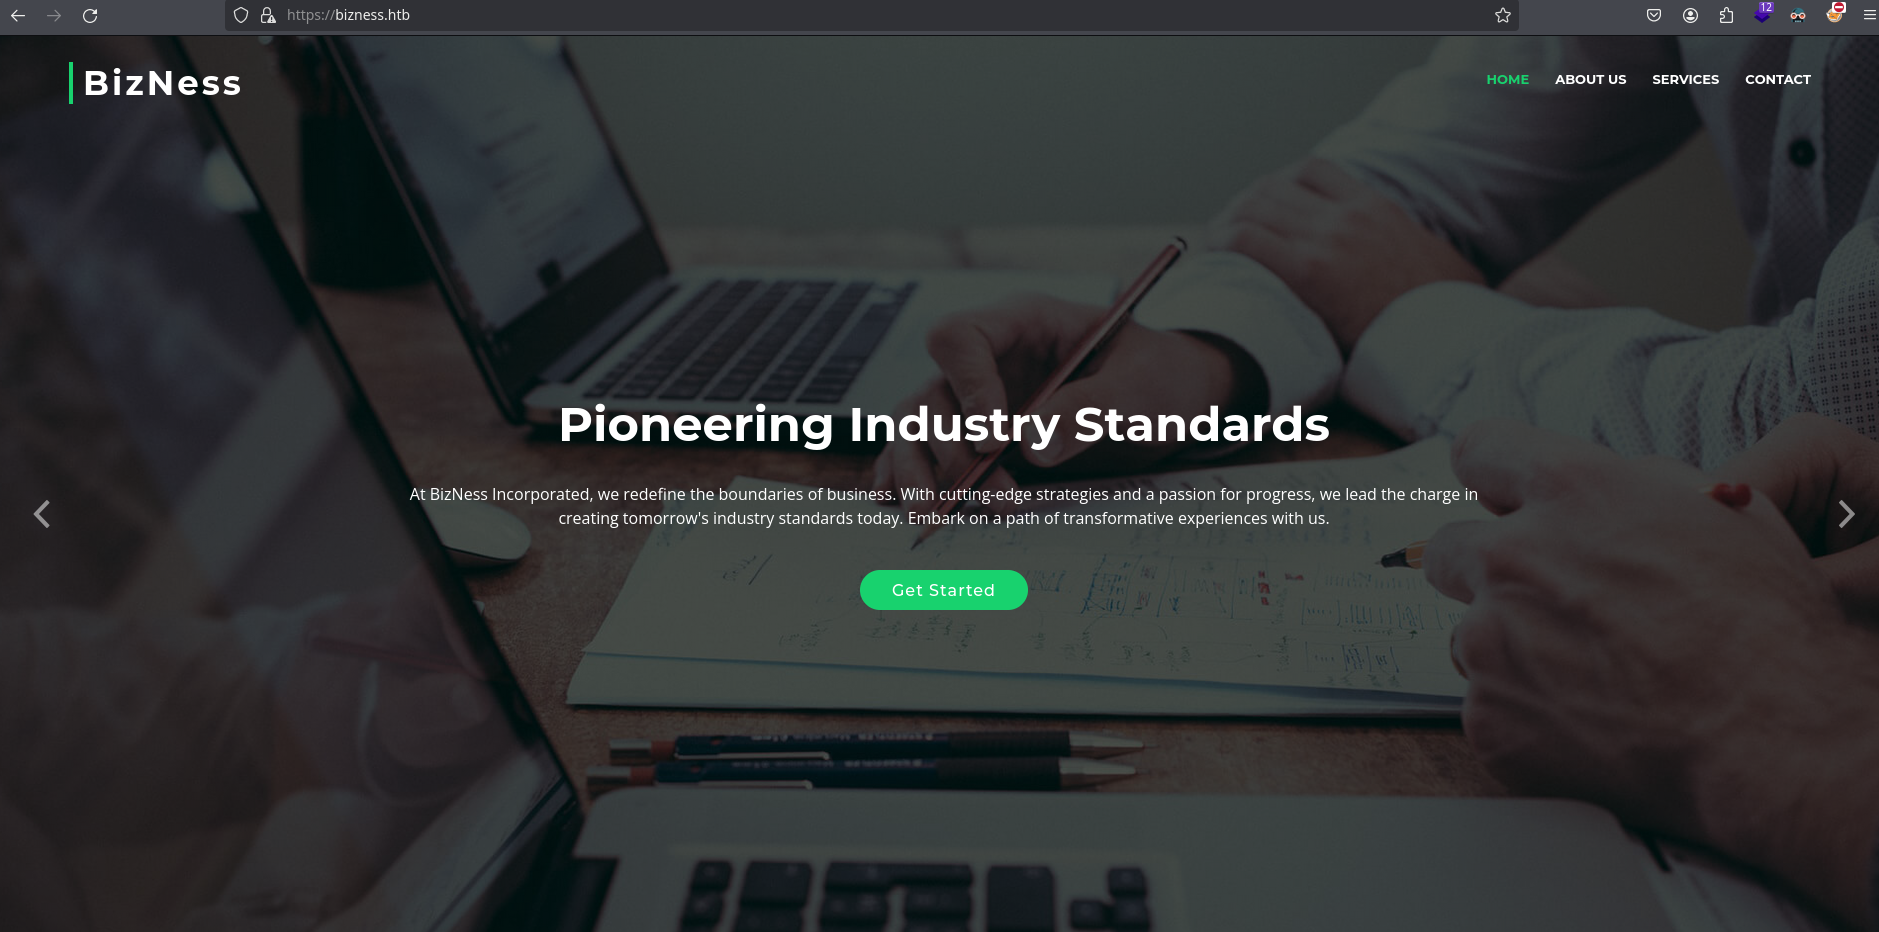 https://bizness.htb
12
BizNess
HOME ABOUT US SERVICES CONTACT
Pioneering Industry Standards
At BizNess Incorporated, we redefine the boundaries of business. With cutting-edge strategies and a passion for progress, we lead the charge in
creating tomorrow's industry standards today. Embark on a path of transformative experiences with us.
Get Started